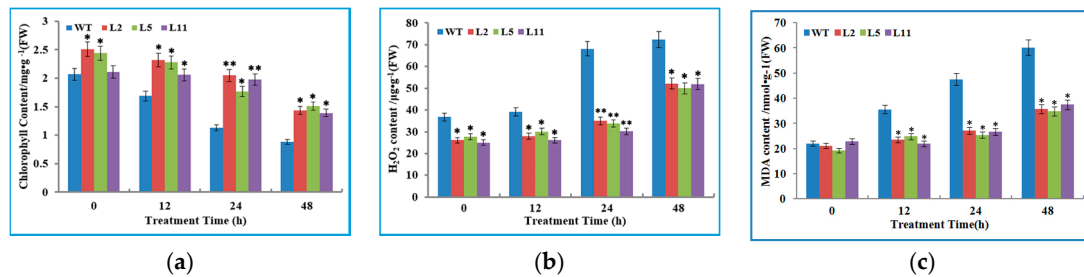 Chlorophyll Content/mg•g⁻¹(FW)
3
2.5
2
1.5
1
0.5
0
WT L2 L5 L11
* *
* * *
** * **
* * *
0 12 24 48
Treatment Time (h)
(a)
H₂O₂ content /μg•g⁻¹(FW)
80
70
60
50
40
30
20
10
0
WT L2 L5 L11
* * *
* * *
** ** **
* * *
0 12 24 48
Treatment Time (h)
(b)
MDA content /nmol•g-1 (FW)
70
60
50
40
30
20
10
0
WT L2 L5 L11
* * *
* * *
* * *
0 12 24 48
Treatment Time(h)
(c)